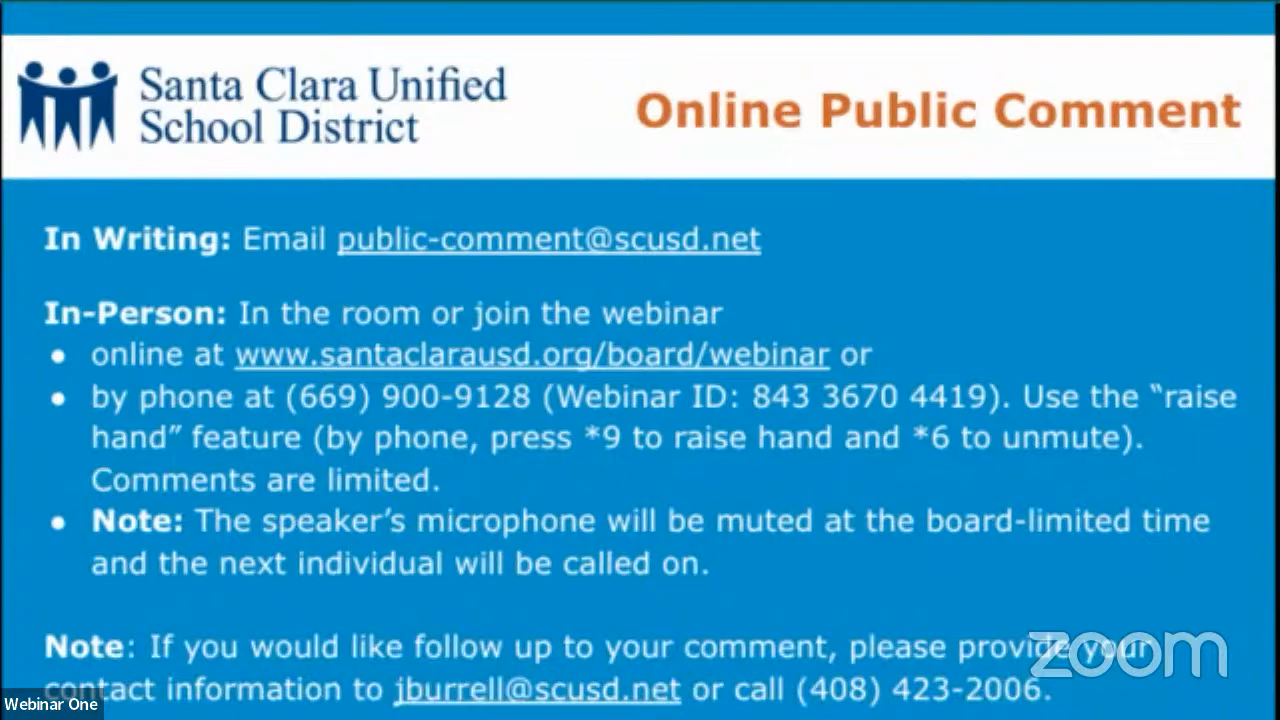 Santa Clara Unified
School District
Online Public Comment
In Writing: Email public-comment@scusd.net
In-Person: In the room or join the webinar
● online at www.santaclarausd.org/board/webinar or
● by phone at (669) 900-9128 (Webinar ID: 843 3670 4419). Use the “raise
hand” feature (by phone, press *9 to raise hand and *6 to unmute).
Comments are limited.
● Note: The speaker’s microphone will be muted at the board-limited time
and the next individual will be called on.
Note: If you would like follow up to your comment, please provide your
contact information to jburrell@scusd.net or call (408) 423-2006.
zoom
Webinar One